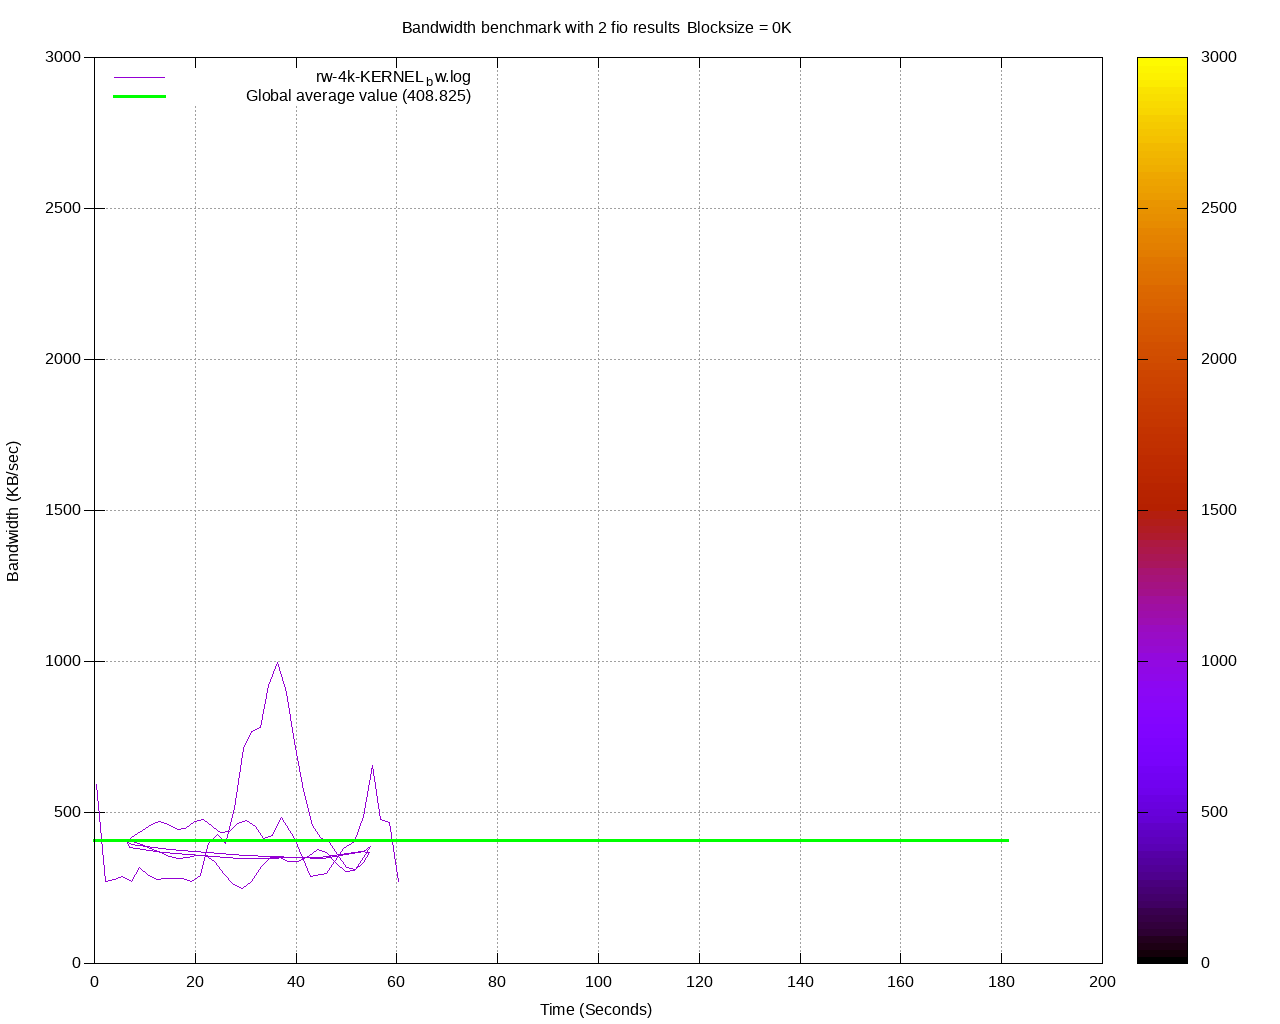 Bandwidth benchmark with 2 fio results Blocksize = 0K
rw-4k-KERNEL_bw.log
Global average value (408.825)
3000
2500
2000
1500
1000
500
0
Bandwidth (KB/sec)
0 20 40 60 80 100 120 140 160 180 200
Time (Seconds)
3000
2500
2000
1500
1000
500
0